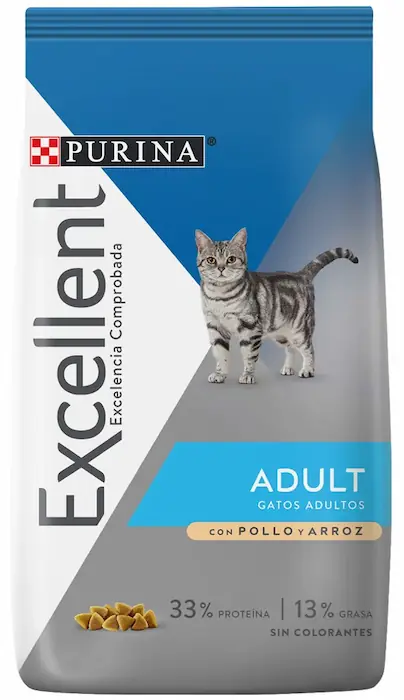 PURINA®
Excellent
Excelencia Comprobada
ADULT
GATOS ADULTOS
CON POLLO Y ARROZ
33% PROTEÍNA | 13% GRASA
SIN COLORANTES